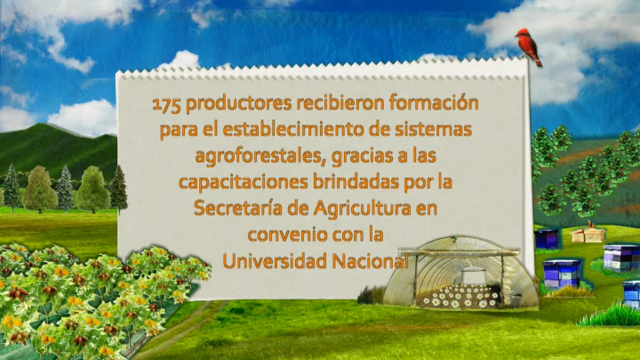 175 productores recibieron formación
para el establecimiento de sistemas
agroforestales, gracias a las
capacitaciones brindadas por la
Secretaría de Agricultura en
convenio con la
Universidad Nacional